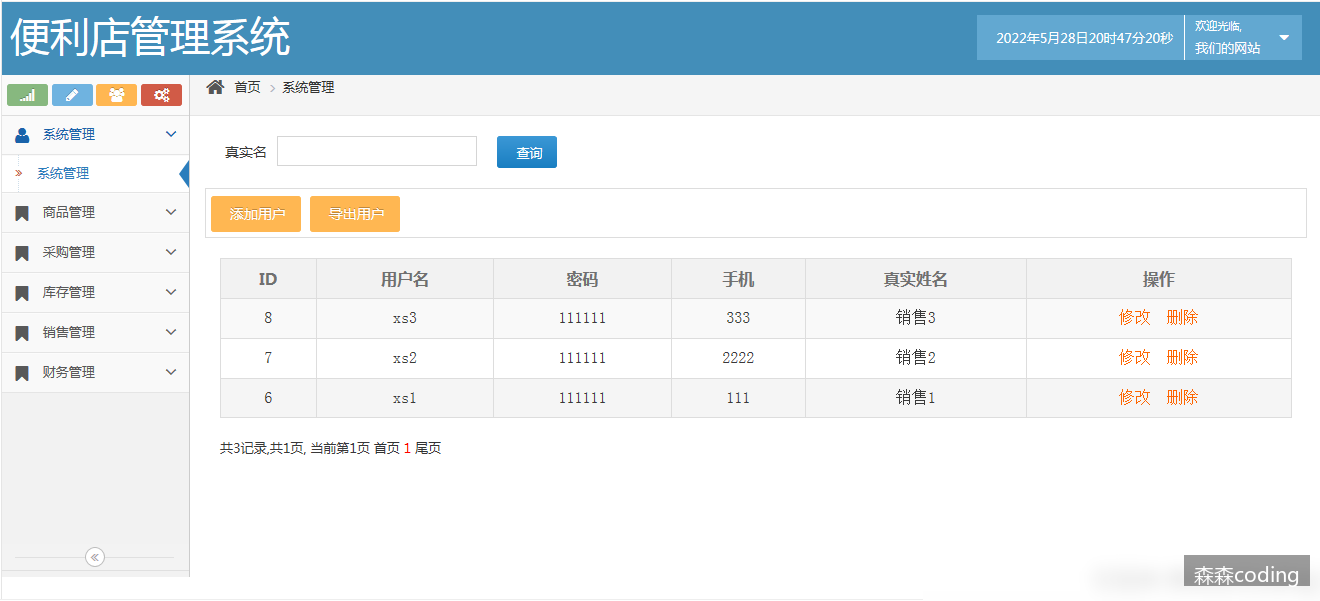 便利店管理系统
2022年5月28日20时47分20秒
欢迎光临,
我们的网站
首页 系统管理
系统管理
系统管理
商品管理
采购管理
库存管理
销售管理
财务管理
真实名 查询
添加用户 导出用户
ID 用户名 密码 手机 真实姓名 操作
8 xs3 111111 333 销售3 修改 删除
7 xs2 111111 2222 销售2 修改 删除
6 xs1 111111 111 销售1 修改 删除
共3记录,共1页, 当前第1页 首页 1 尾页
森森coding